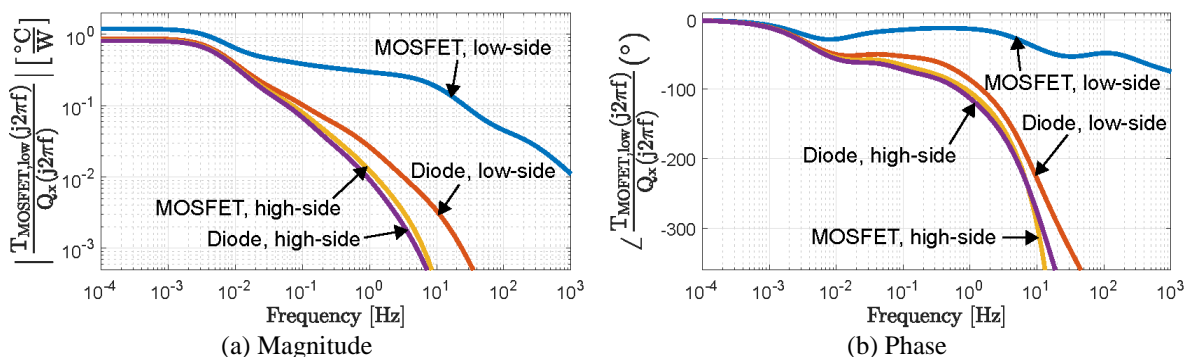 | T_MOSFET,low(j2πf) / Q_x(j2πf) | [°C/W]
10^0
10^-1
10^-2
10^-3
MOSFET, low-side
Diode, low-side
MOSFET, high-side
Diode, high-side
10^-4 10^-3 10^-2 10^-1 10^0 10^1 10^2 10^3
Frequency [Hz]
(a) Magnitude
∠ T_MOFET,low(j2πf) / Q_x(j2πf) (°)
0
-100
-200
-300
MOSFET, low-side
Diode, low-side
Diode, high-side
MOSFET, high-side
10^-4 10^-3 10^-2 10^-1 10^0 10^1 10^2 10^3
Frequency [Hz]
(b) Phase